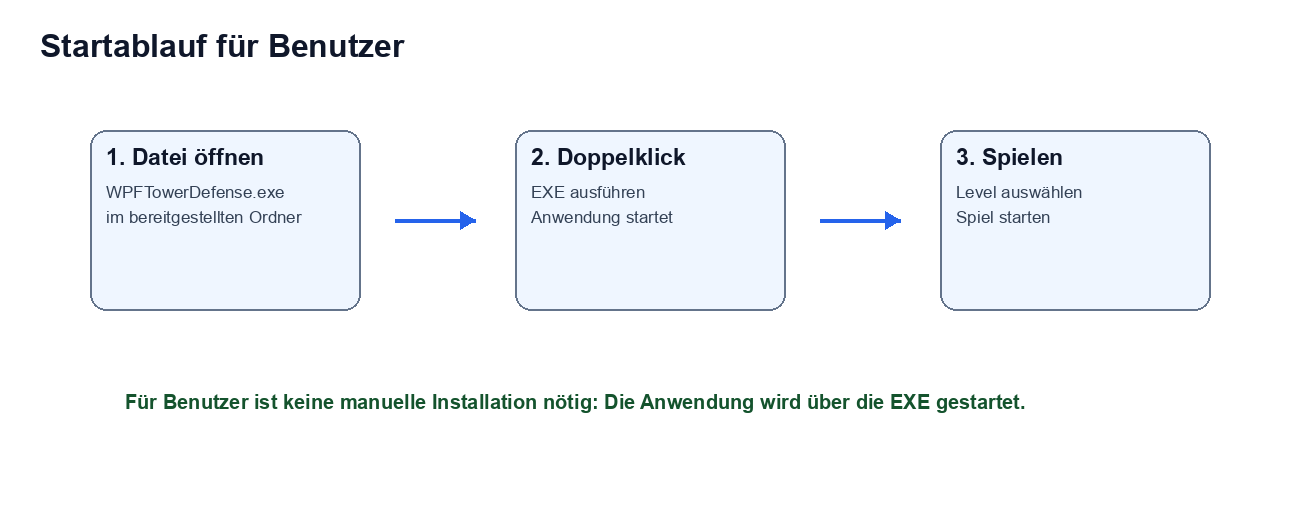 Startablauf für Benutzer
1. Datei öffnen
WPFTowerDefense.exe
im bereitgestellten Ordner
2. Doppelklick
EXE ausführen
Anwendung startet
3. Spielen
Level auswählen
Spiel starten
Für Benutzer ist keine manuelle Installation nötig: Die Anwendung wird über die EXE gestartet.